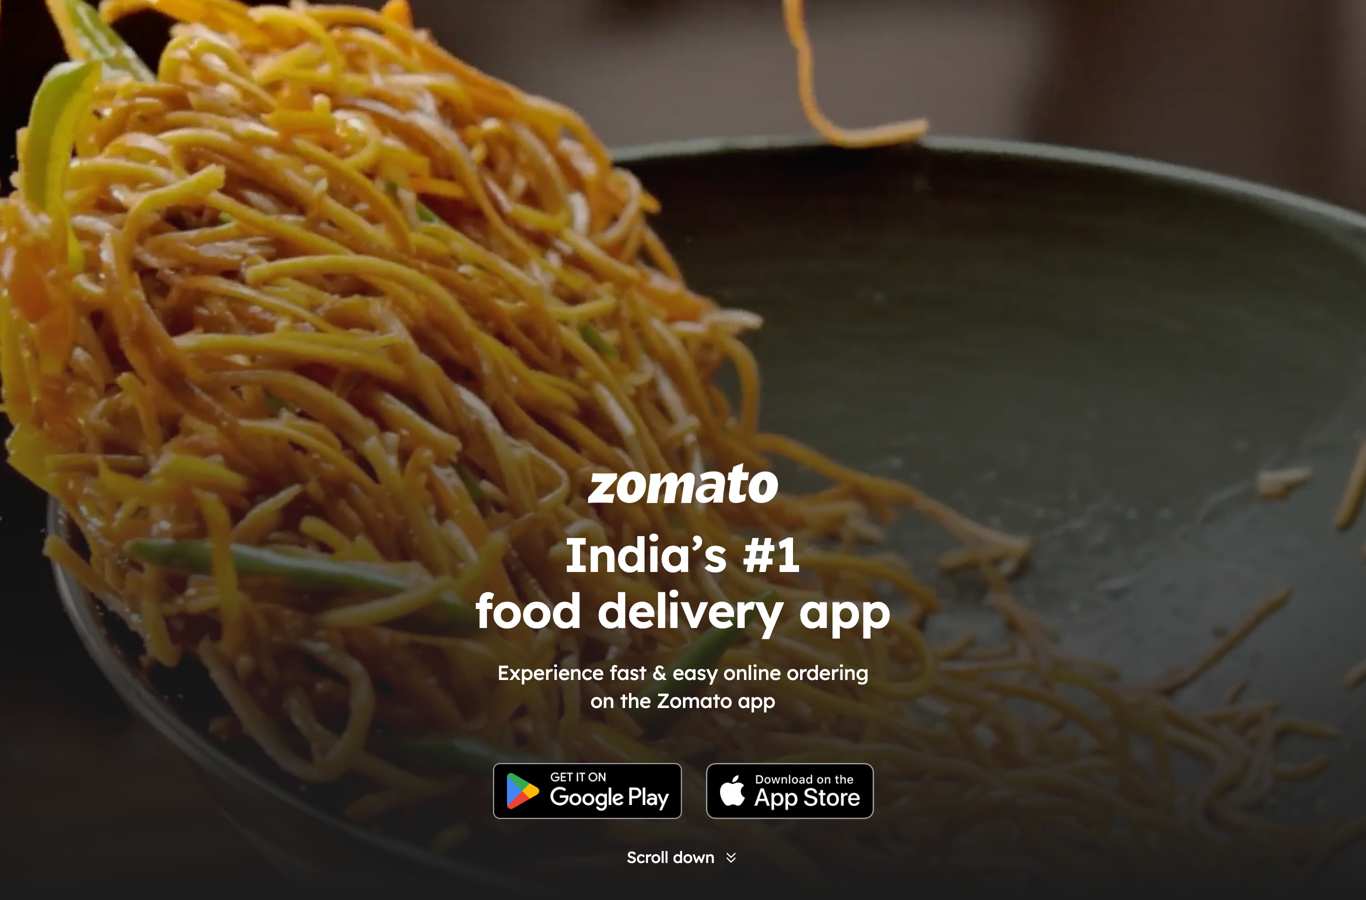 zomato
India’s #1
food delivery app
Experience fast & easy online ordering
on the Zomato app
GET IT ON
Google Play
Download on the
App Store
Scroll down